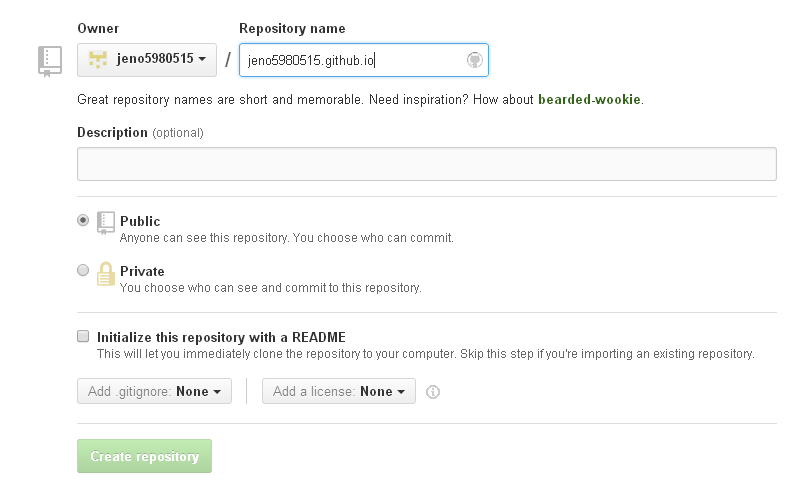 Owner Repository name
jeno5980515 / jeno5980515.github.io
Great repository names are short and memorable. Need inspiration? How about bearded-wookie.
Description (optional)
Public
Anyone can see this repository. You choose who can commit.
Private
You choose who can see and commit to this repository.
Initialize this repository with a README
This will let you immediately clone the repository to your computer. Skip this step if you're importing an existing repository.
Add .gitignore: None Add a license: None
Create repository